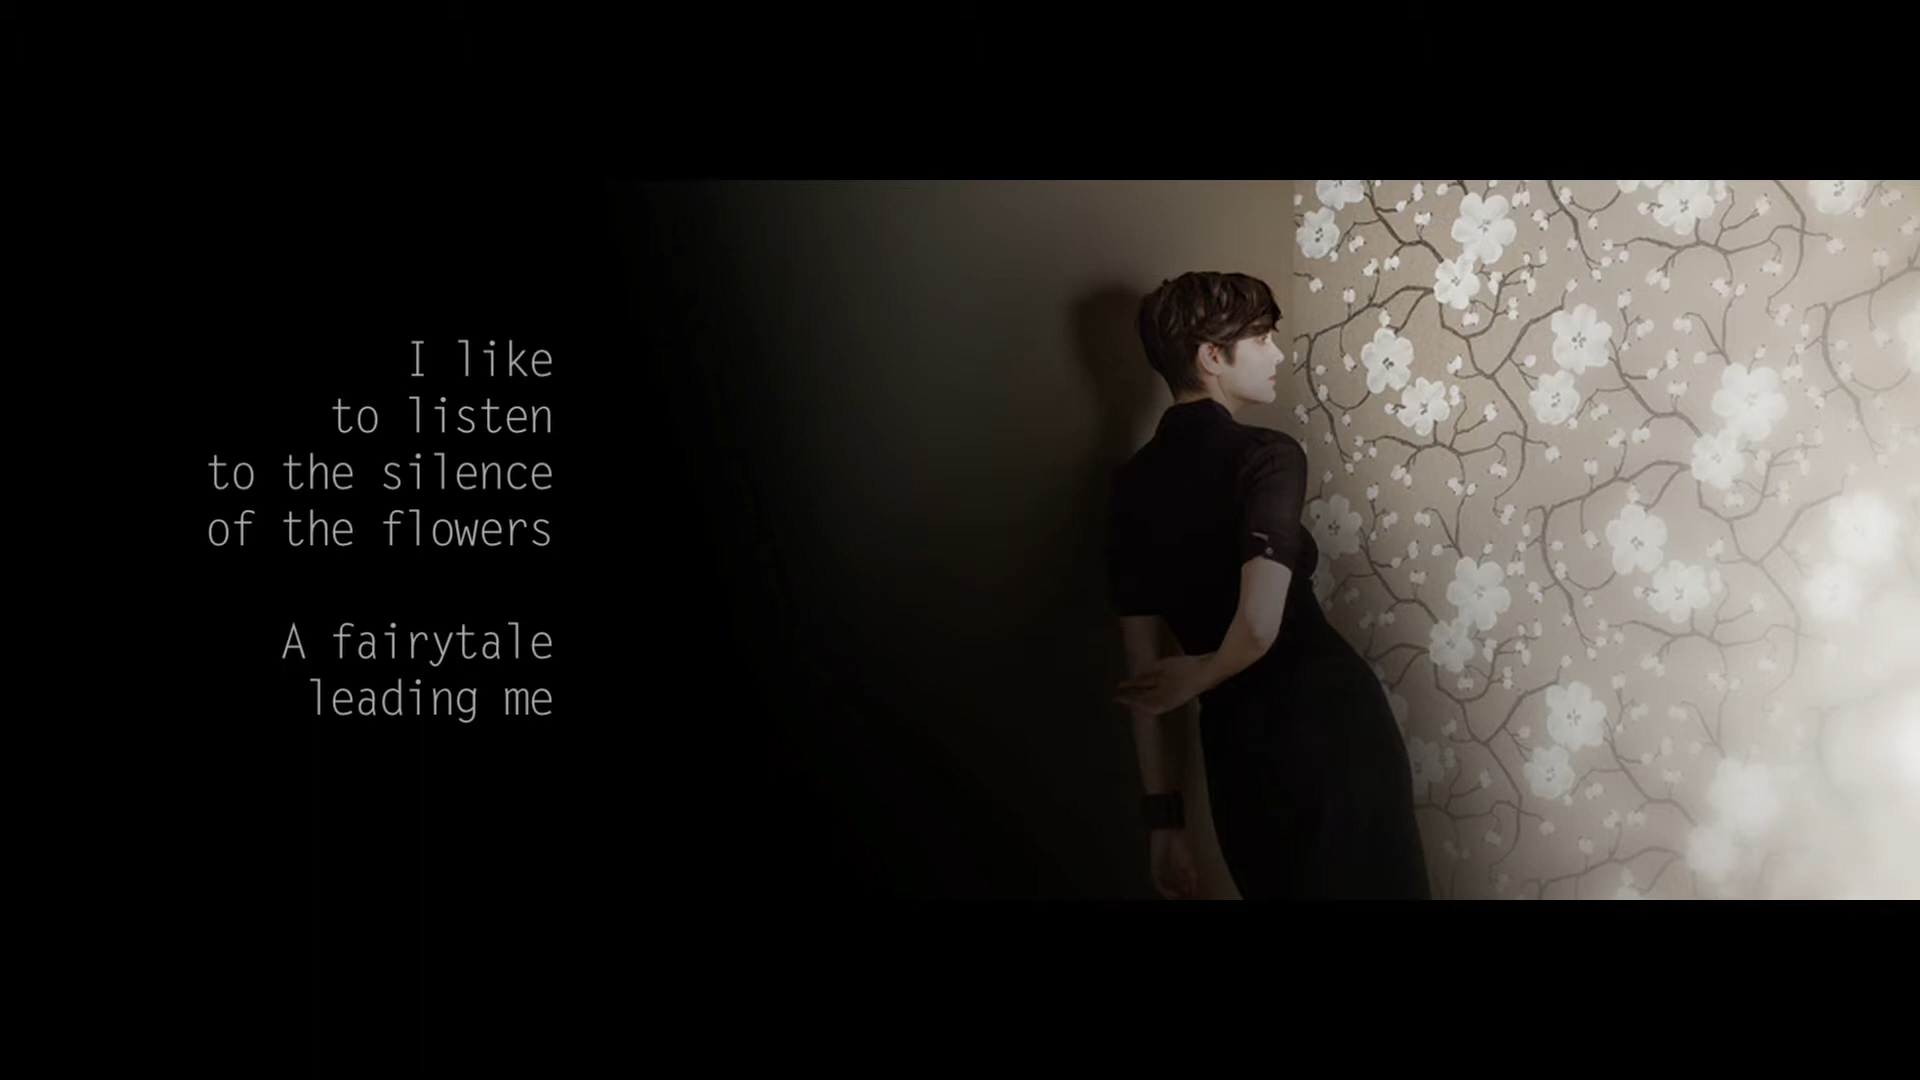 I like
to listen
to the silence
of the flowers
A fairytale
leading me